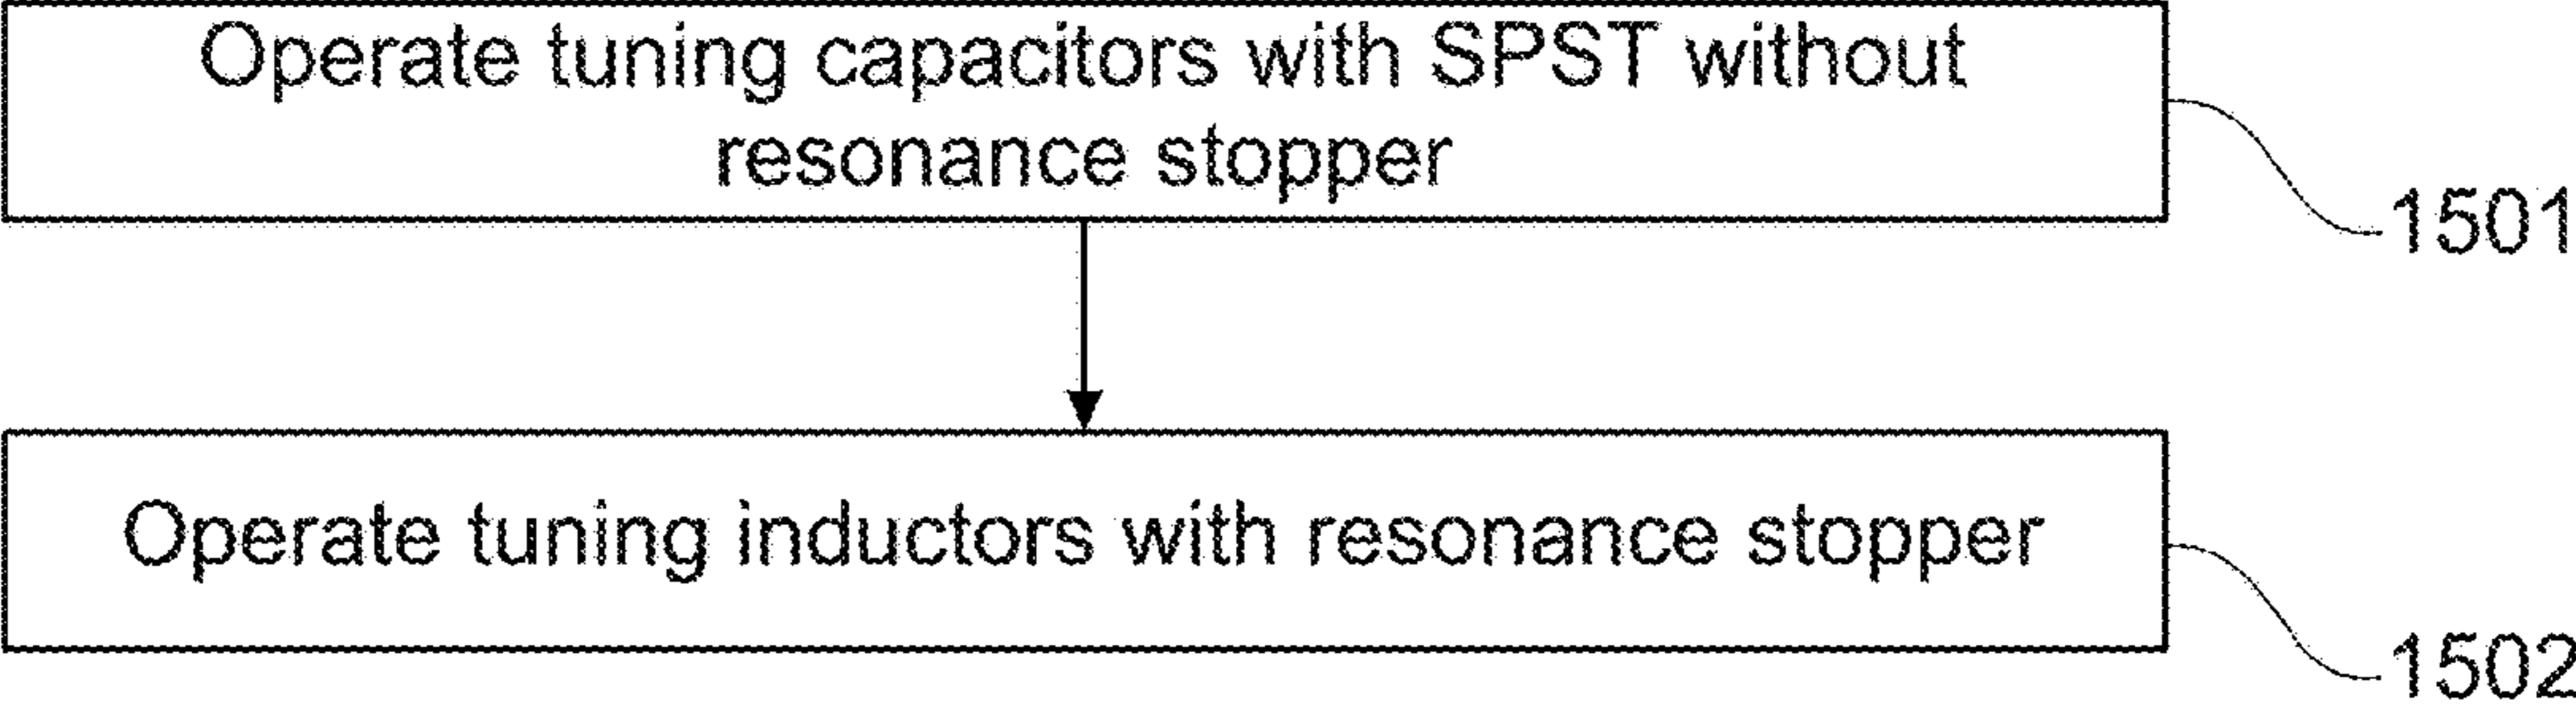 Operate tuning capacitors with SPST without
resonance stopper
1501
Operate tuning inductors with resonance stopper
1502